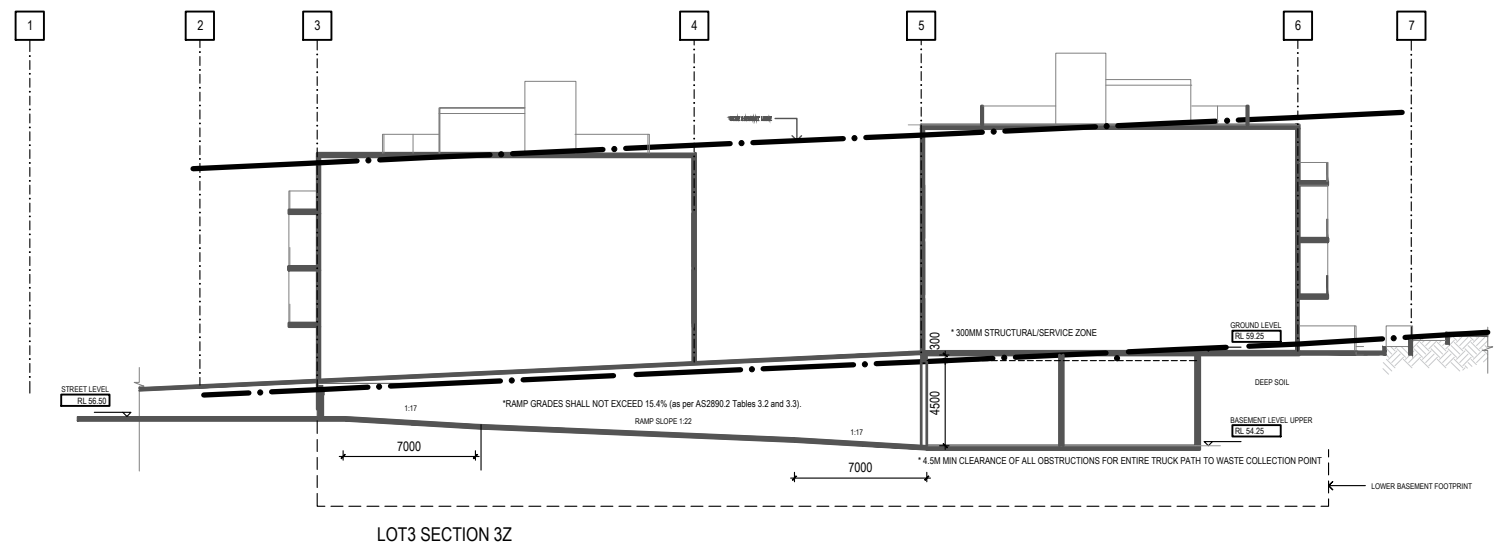 1
2
3
4
5
6
7
* 300MM STRUCTURAL/SERVICE ZONE
GROUND LEVEL
RL 59.25
300
STREET LEVEL
RL 56.50
1:17
*RAMP GRADES SHALL NOT EXCEED 15.4% (as per AS2890.2 Tables 3.2 and 3.3).
RAMP SLOPE 1:22
1:17
4500
DEEP SOIL
BASEMENT LEVEL UPPER
RL 54.25
7000
7000
* 4.5M MIN CLEARANCE OF ALL OBSTRUCTIONS FOR ENTIRE TRUCK PATH TO WASTE COLLECTION POINT
LOWER BASEMENT FOOTPRINT
LOT3 SECTION 3Z